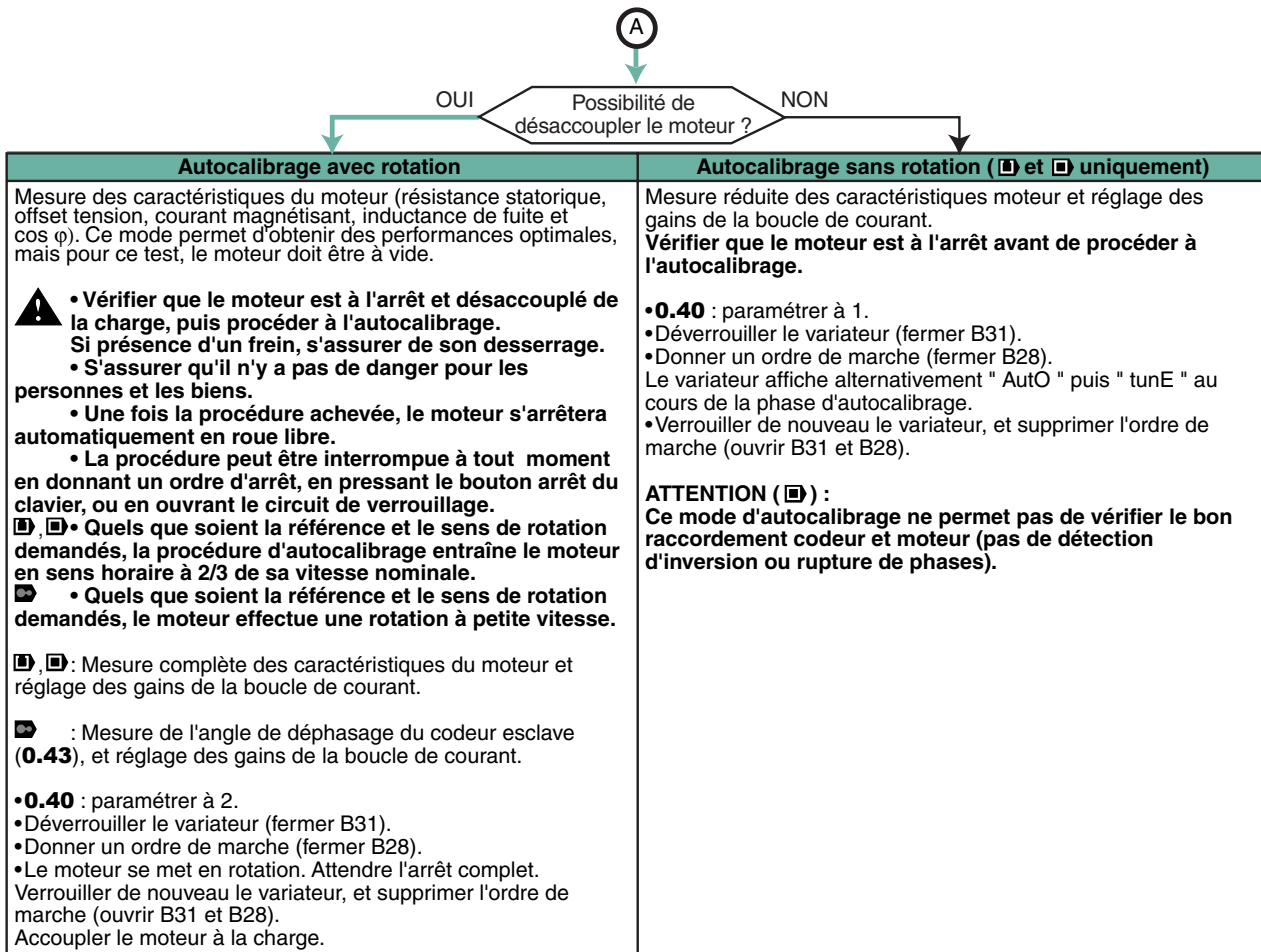 A
OUI
Possibilité de
désaccoupler le moteur ?
NON
Autocalibrage avec rotation
Mesure des caractéristiques du moteur (résistance statorique,
offset tension, courant magnétisant, inductance de fuite et
cos φ). Ce mode permet d'obtenir des performances optimales,
mais pour ce test, le moteur doit être à vide.
• Vérifier que le moteur est à l'arrêt et désaccouplé de
la charge, puis procéder à l'autocalibrage.
Si présence d'un frein, s'assurer de son desserrage.
• S'assurer qu'il n'y a pas de danger pour les
personnes et les biens.
• Une fois la procédure achevée, le moteur s'arrêtera
automatiquement en roue libre.
• La procédure peut être interrompue à tout moment
en donnant un ordre d'arrêt, en pressant le bouton arrêt du
clavier, ou en ouvrant le circuit de verrouillage.
, • Quels que soient la référence et le sens de rotation
demandés, la procédure d'autocalibrage entraîne le moteur
en sens horaire à 2/3 de sa vitesse nominale.
• Quels que soient la référence et le sens de rotation
demandés, le moteur effectue une rotation à petite vitesse.
, : Mesure complète des caractéristiques du moteur et
réglage des gains de la boucle de courant.
: Mesure de l'angle de déphasage du codeur esclave
(0.43), et réglage des gains de la boucle de courant.
•0.40 : paramétrer à 2.
•Déverrouiller le variateur (fermer B31).
•Donner un ordre de marche (fermer B28).
•Le moteur se met en rotation. Attendre l'arrêt complet.
Verrouiller de nouveau le variateur, et supprimer l'ordre de
marche (ouvrir B31 et B28).
Accoupler le moteur à la charge.
Autocalibrage sans rotation ( et uniquement)
Mesure réduite des caractéristiques moteur et réglage des
gains de la boucle de courant.
Vérifier que le moteur est à l'arrêt avant de procéder à
l'autocalibrage.
•0.40 : paramétrer à 1.
•Déverrouiller le variateur (fermer B31).
•Donner un ordre de marche (fermer B28).
Le variateur affiche alternativement " AutO " puis " tunE " au
cours de la phase d'autocalibrage.
•Verrouiller de nouveau le variateur, et supprimer l'ordre de
marche (ouvrir B31 et B28).
ATTENTION ( ) :
Ce mode d'autocalibrage ne permet pas de vérifier le bon
raccordement codeur et moteur (pas de détection
d'inversion ou rupture de phases).